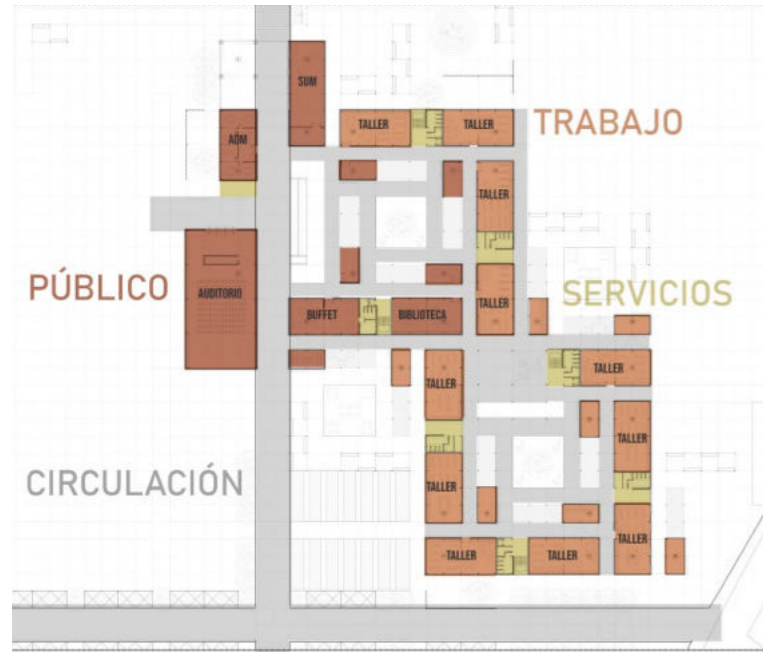 SUM
ADM
TALLER
TALLER
TRABAJO
TALLER
PÚBLICO
AUDITORIO
SERVICIOS
TALLER
BUFFET
BIBLIOTECA
TALLER
TALLER
TALLER
CIRCULACIÓN
TALLER
TALLER
TALLER
TALLER